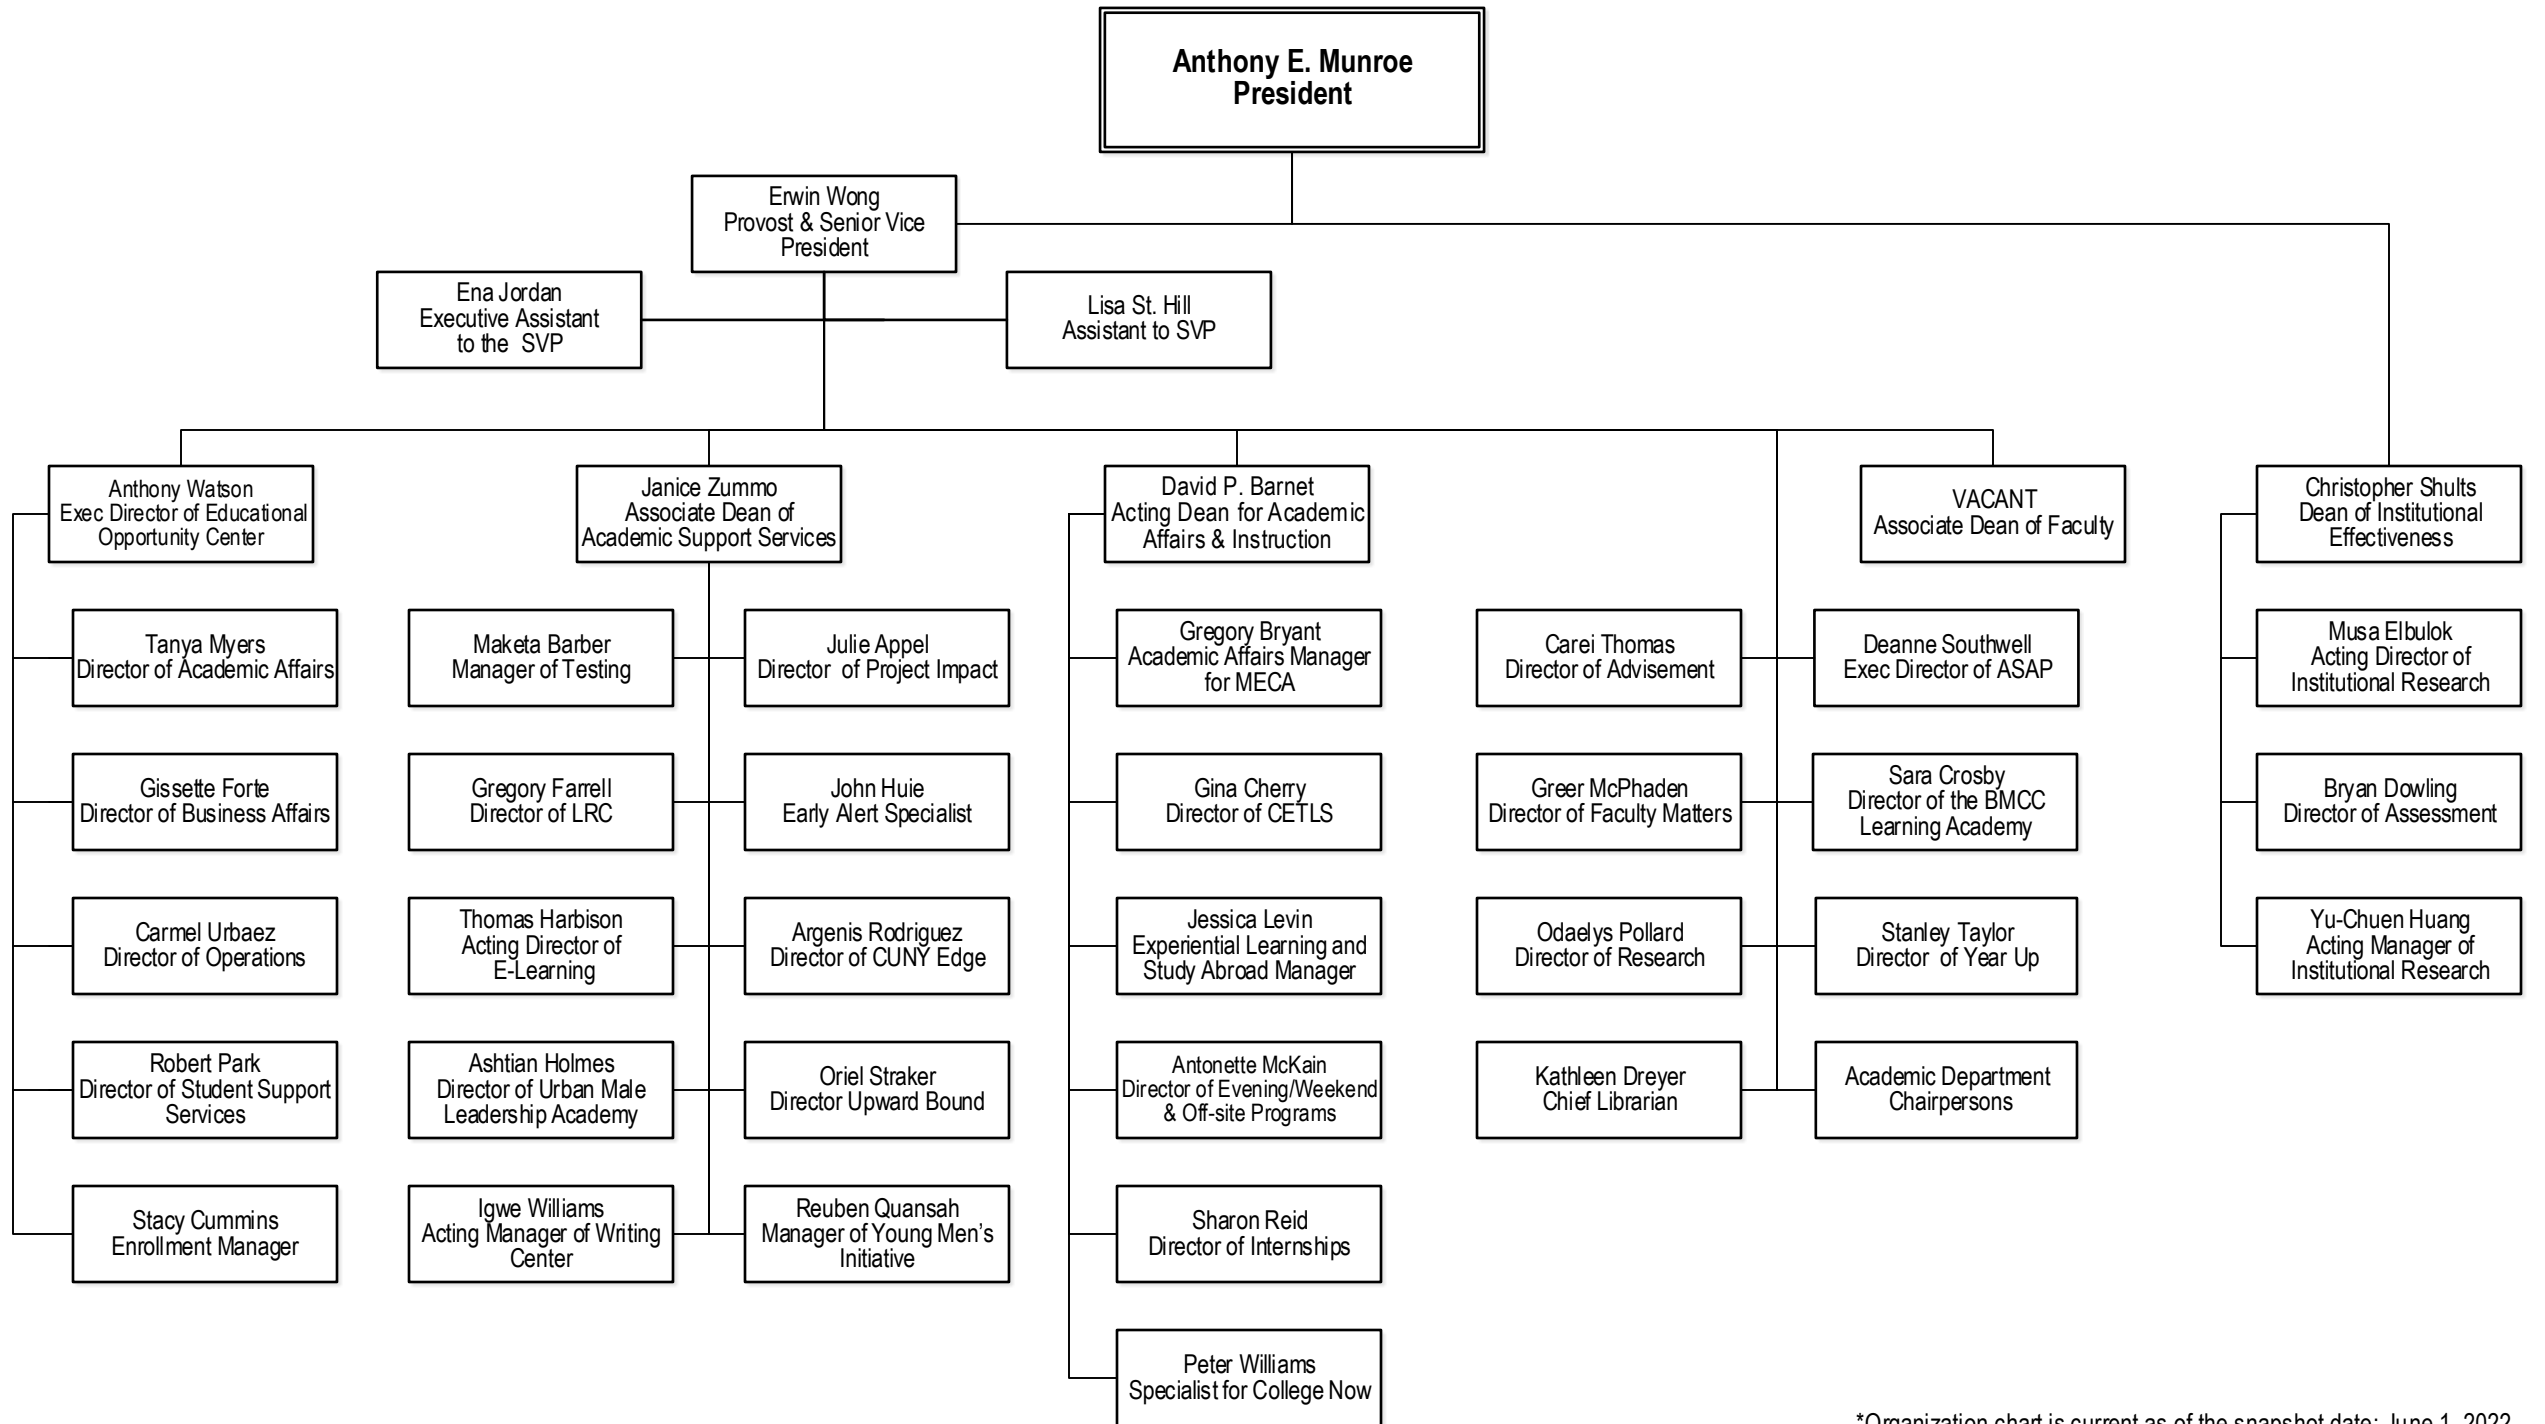 Anthony E. Munroe
President
Erwin Wong
Provost & Senior Vice
President
Ena Jordan
Executive Assistant
to the SVP
Lisa St. Hill
Assistant to SVP
Anthony Watson
Exec Director of Educational
Opportunity Center
Janice Zummo
Associate Dean of
Academic Support Services
David P. Barnet
Acting Dean for Academic
Affairs & Instruction
VACANT
Associate Dean of Faculty
Christopher Shults
Dean of Institutional
Effectiveness
Tanya Myers
Director of Academic Affairs
Maketa Barber
Manager of Testing
Julie Appel
Director of Project Impact
Gregory Bryant
Academic Affairs Manager
for MECA
Carei Thomas
Director of Advisement
Deanne Southwell
Exec Director of ASAP
Musa Elbulok
Acting Director of
Institutional Research
Gissette Forte
Director of Business Affairs
Gregory Farrell
Director of LRC
John Huie
Early Alert Specialist
Gina Cherry
Director of CETLS
Greer McPhaden
Director of Faculty Matters
Sara Crosby
Director of the BMCC
Learning Academy
Bryan Dowling
Director of Assessment
Carmel Urbaez
Director of Operations
Thomas Harbison
Acting Director of
E-Learning
Argenis Rodriguez
Director of CUNY Edge
Jessica Levin
Experiential Learning and
Study Abroad Manager
Odaelys Pollard
Director of Research
Stanley Taylor
Director of Year Up
Yu-Chuen Huang
Acting Manager of
Institutional Research
Robert Park
Director of Student Support
Services
Ashtian Holmes
Director of Urban Male
Leadership Academy
Oriel Straker
Director Upward Bound
Antonette McKain
Director of Evening/Weekend
& Off-site Programs
Kathleen Dreyer
Chief Librarian
Academic Department
Chairpersons
Stacy Cummins
Enrollment Manager
Igwe Williams
Acting Manager of Writing
Center
Reuben Quansah
Manager of Young Men’s
Initiative
Sharon Reid
Director of Internships
Peter Williams
Specialist for College Now
*Organization chart is current as of the snapshot date: June 1, 2022